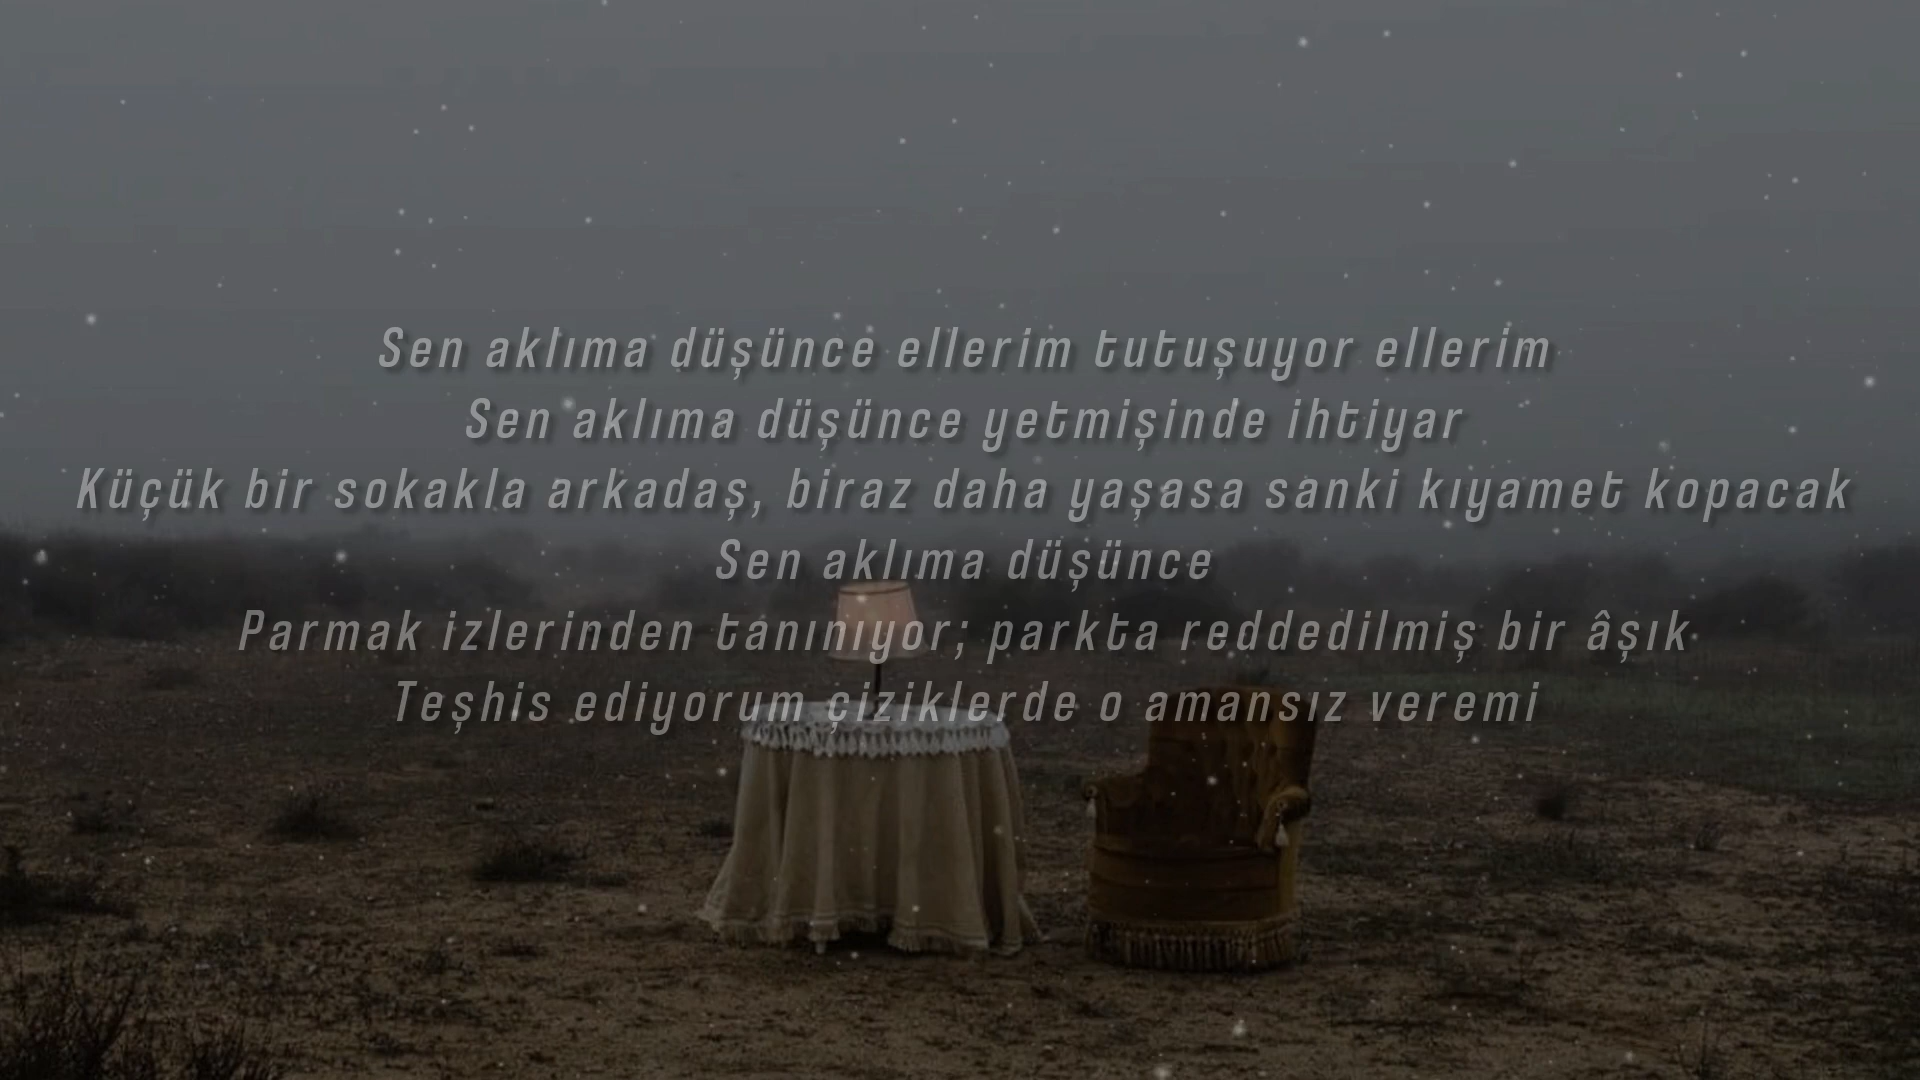 Sen aklıma düşünce ellerim tutuşuyor ellerim
Sen aklıma düşünce yetmişinde ihtiyar
Küçük bir sokakla arkadaş, biraz daha yaşasa sanki kıyamet kopacak
Sen aklıma düşünce
Parmak izlerinden tanınıyor; parkta reddedilmiş bir âşık
Teşhis ediyorum çiziklerde o amansız veremi